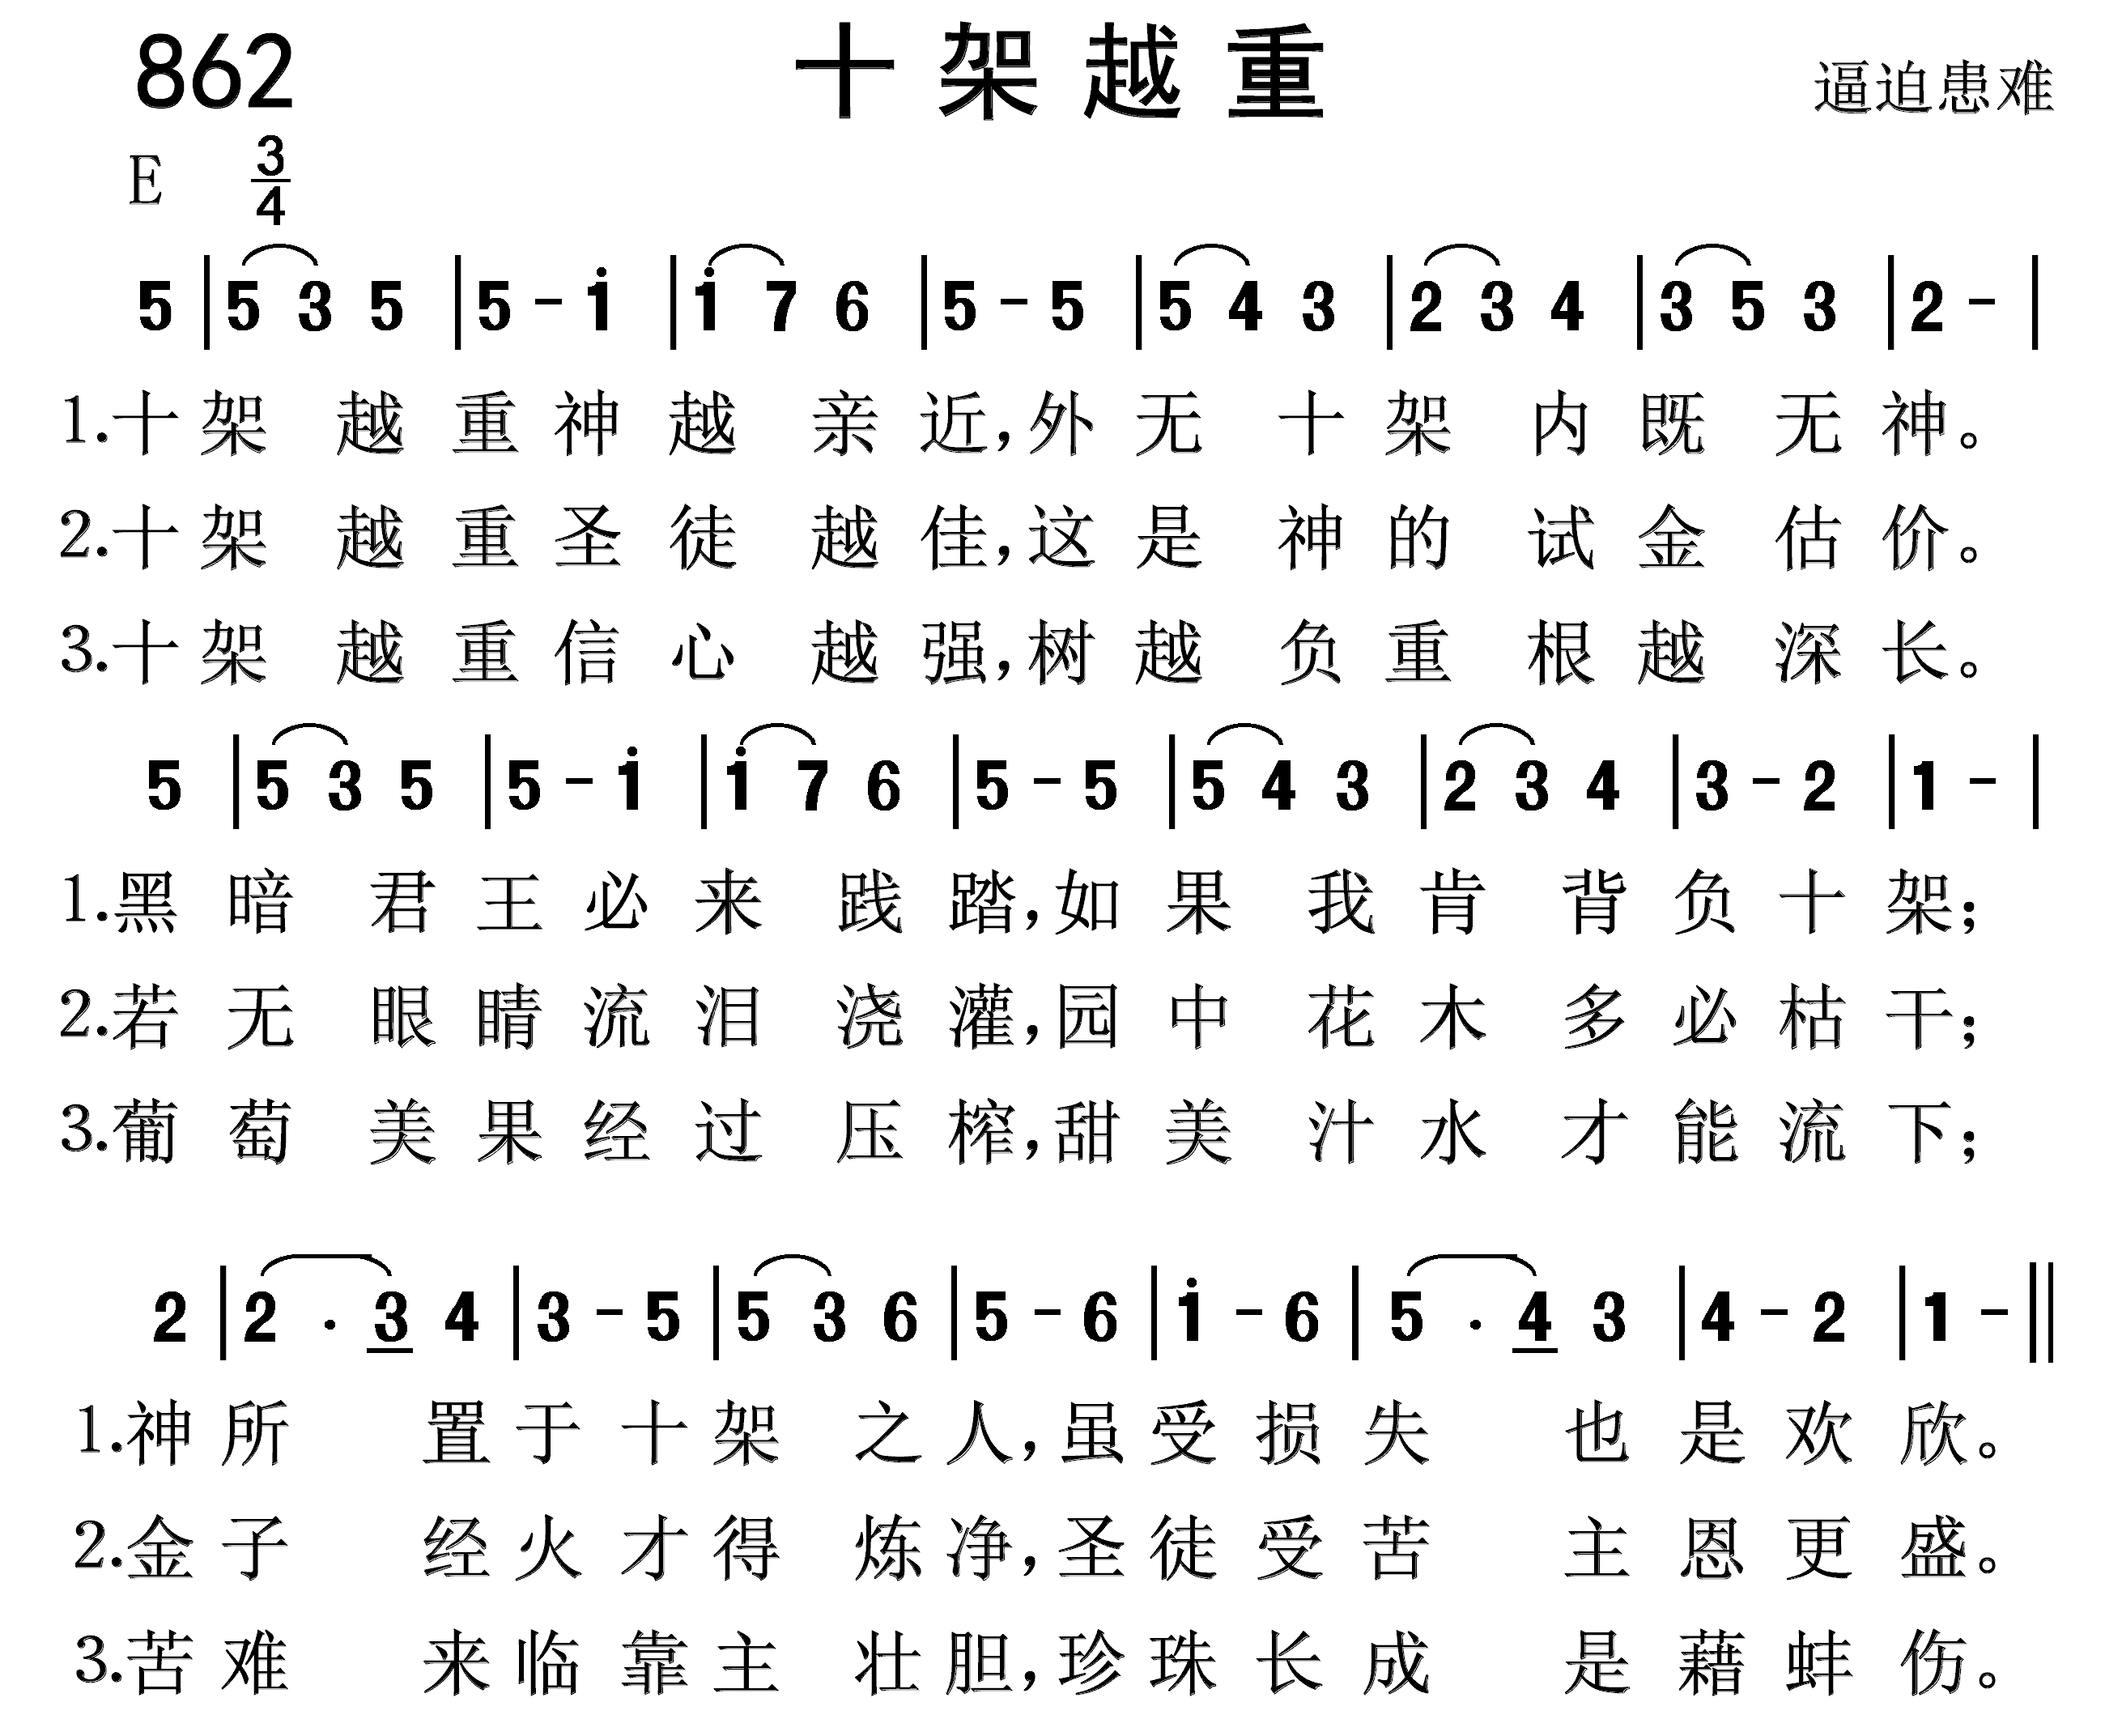 862 十架越重 逼迫患难
E 3/4
5 | 5 3 5 | 5 - i | i 7 6 | 5 - 5 | 5 4 3 | 2 3 4 | 3 5 3 | 2 - |
1.十架越重神越亲近,外无十架内既无神。
2.十架越重圣徒越佳,这是神的试金估价。
3.十架越重信心越强,树越负重根越深长。
5 | 5 3 5 | 5 - i | i 7 6 | 5 - 5 | 5 4 3 | 2 3 4 | 3 - 2 | 1 - |
1.黑暗君王必来践踏,如果我肯背负十架;
2.若无眼睛流泪浇灌,园中花木多必枯干;
3.葡萄美果经过压榨,甜美汁水才能流下;
2 | 2 . 3 4 | 3 - 5 | 5 3 6 | 5 - 6 | i - 6 | 5 . 4 3 | 4 - 2 | 1 - ||
1.神所置于十架之人,虽受损失也是欢欣。
2.金子经火才得炼净,圣徒受苦主恩更盛。
3.苦难来临靠主壮胆,珍珠长成是藉蚌伤。